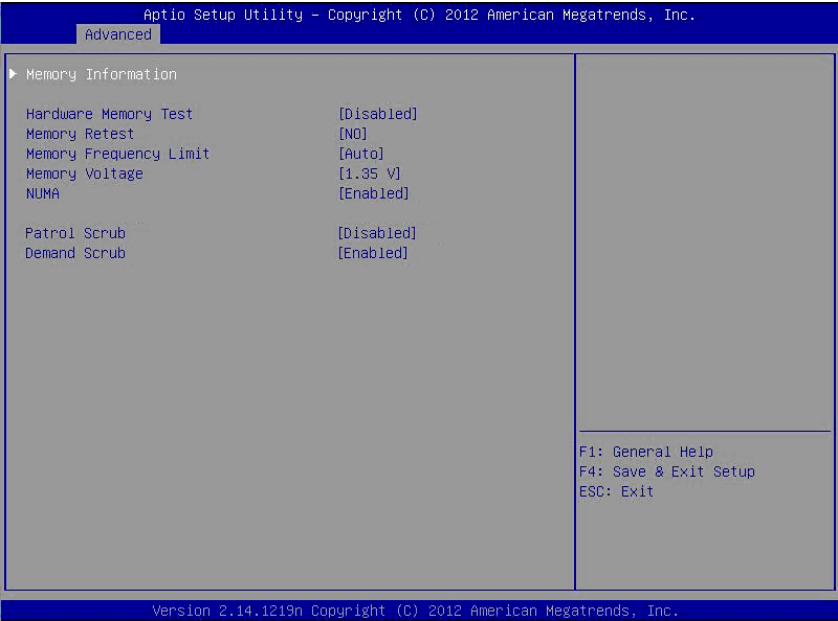 Aptio Setup Utility – Copyright (C) 2012 American Megatrends, Inc.
Advanced
Memory Information
Hardware Memory Test [Disabled]
Memory Retest [NO]
Memory Frequency Limit [Auto]
Memory Voltage [1.35 V]
NUMA [Enabled]
Patrol Scrub [Disabled]
Demand Scrub [Enabled]
F1: General Help
F4: Save & Exit Setup
ESC: Exit
Version 2.14.1219n Copyright (C) 2012 American Megatrends, Inc.